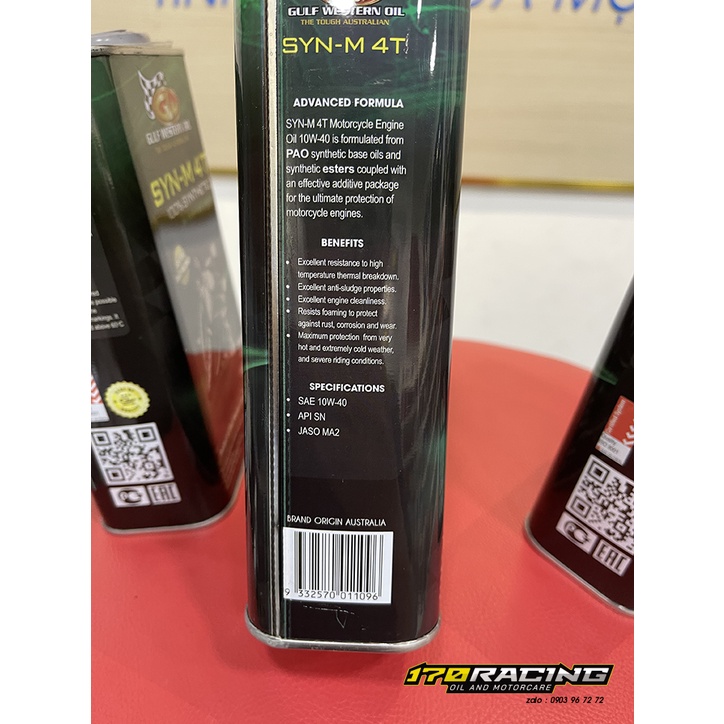 GULF WESTERN OIL
THE TOUGH AUSTRALIAN
SYN-M 4T
ADVANCED FORMULA
SYN-M 4T Motorcycle Engine
Oil 10W-40 is formulated from
PAO synthetic base oils and
synthetic esters coupled with
an effective additive package
for the ultimate protection of
motorcycle engines.
BENEFITS
• Excellent resistance to high
temperature thermal breakdown.
• Excellent anti-sludge properties.
• Excellent engine cleanliness.
• Resists foaming to protect
against rust, corrosion and wear.
• Maximum protection from very
hot and extremely cold weather,
and severe riding conditions.
SPECIFICATIONS
• SAE 10W-40
• API SN
• JASO MA2
BRAND ORIGIN AUSTRALIA
9 332570 011096
GULF WESTERN OIL
SYN-M 4T
possible
above 60°C
EAC
EAC
170RACING
OIL AND MOTORCARE
zalo : 0903 96 72 72